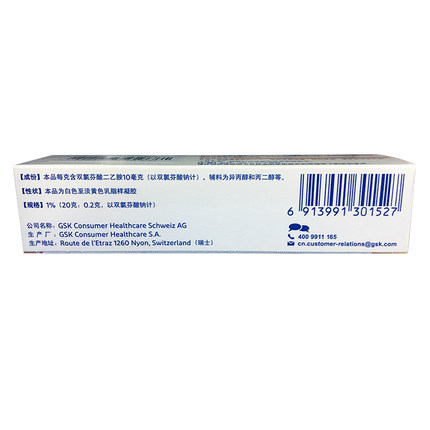 【成份】本品每克含双氯芬酸二乙胺10毫克（以双氯芬酸钠计）。辅料为异丙醇和丙二醇等。
【性状】本品为白色至淡黄色乳脂样凝胶
【规格】1%（20克：0.2克，以双氯芬酸钠计）
公司名称：GSK Consumer Healthcare Schweiz AG
生 产 厂：GSK Consumer Healthcare S.A.
生产地址：Route de l'Etraz 1260 Nyon, Switzerland（瑞士）
6 913991 301527
400 9911 165
cn.customer-relations@gsk.com